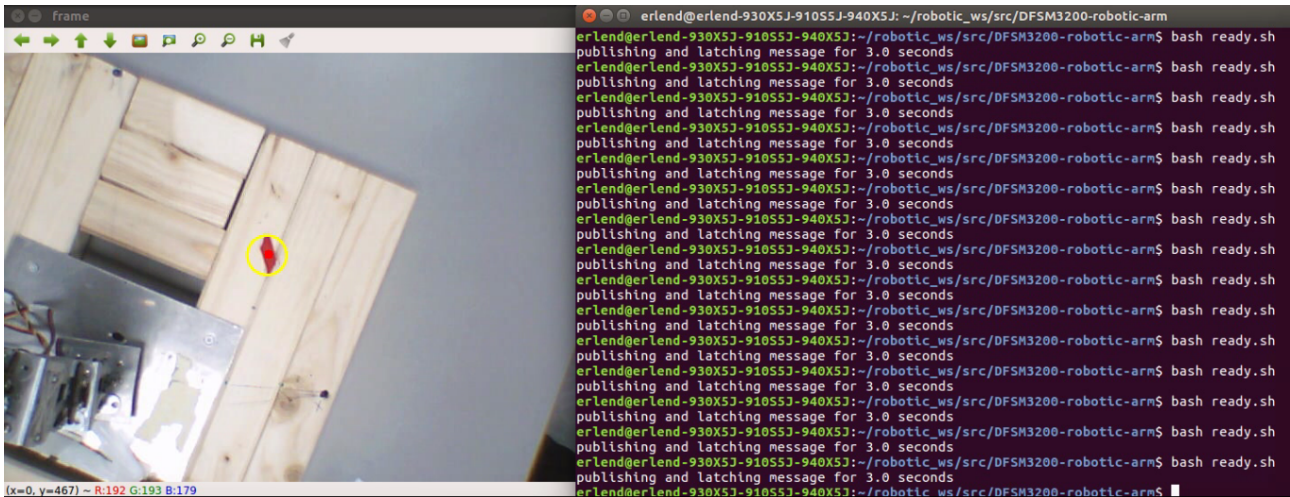 frame
(x=0, y=467) ~ R:192 G:193 B:179
erlend@erlend-930X5J-910S5J-940X5J: ~/robotic_ws/src/DFSM3200-robotic-arm
erlend@erlend-930X5J-910S5J-940X5J:~/robotic_ws/src/DFSM3200-robotic-arm$ bash ready.sh
publishing and latching message for 3.0 seconds
erlend@erlend-930X5J-910S5J-940X5J:~/robotic_ws/src/DFSM3200-robotic-arm$ bash ready.sh
publishing and latching message for 3.0 seconds
erlend@erlend-930X5J-910S5J-940X5J:~/robotic_ws/src/DFSM3200-robotic-arm$ bash ready.sh
publishing and latching message for 3.0 seconds
erlend@erlend-930X5J-910S5J-940X5J:~/robotic_ws/src/DFSM3200-robotic-arm$ bash ready.sh
publishing and latching message for 3.0 seconds
erlend@erlend-930X5J-910S5J-940X5J:~/robotic_ws/src/DFSM3200-robotic-arm$ bash ready.sh
publishing and latching message for 3.0 seconds
erlend@erlend-930X5J-910S5J-940X5J:~/robotic_ws/src/DFSM3200-robotic-arm$ bash ready.sh
publishing and latching message for 3.0 seconds
erlend@erlend-930X5J-910S5J-940X5J:~/robotic_ws/src/DFSM3200-robotic-arm$ bash ready.sh
publishing and latching message for 3.0 seconds
erlend@erlend-930X5J-910S5J-940X5J:~/robotic_ws/src/DFSM3200-robotic-arm$ bash ready.sh
publishing and latching message for 3.0 seconds
erlend@erlend-930X5J-910S5J-940X5J:~/robotic_ws/src/DFSM3200-robotic-arm$ bash ready.sh
publishing and latching message for 3.0 seconds
erlend@erlend-930X5J-910S5J-940X5J:~/robotic_ws/src/DFSM3200-robotic-arm$ bash ready.sh
publishing and latching message for 3.0 seconds
erlend@erlend-930X5J-910S5J-940X5J:~/robotic_ws/src/DFSM3200-robotic-arm$ bash ready.sh
publishing and latching message for 3.0 seconds
erlend@erlend-930X5J-910S5J-940X5J:~/robotic_ws/src/DFSM3200-robotic-arm$ bash ready.sh
publishing and latching message for 3.0 seconds
erlend@erlend-930X5J-910S5J-940X5J:~/robotic_ws/src/DFSM3200-robotic-arm$ bash ready.sh
publishing and latching message for 3.0 seconds
erlend@erlend-930X5J-910S5J-940X5J:~/robotic_ws/src/DFSM3200-robotic-arm$ bash ready.sh
publishing and latching message for 3.0 seconds
erlend@erlend-930X5J-910S5J-940X5J:~/robotic_ws/src/DFSM3200-robotic-arm$ bash ready.sh
publishing and latching message for 3.0 seconds
erlend@erlend-930X5J-910S5J-940X5J:~/robotic_ws/src/DFSM3200-robotic-arm$